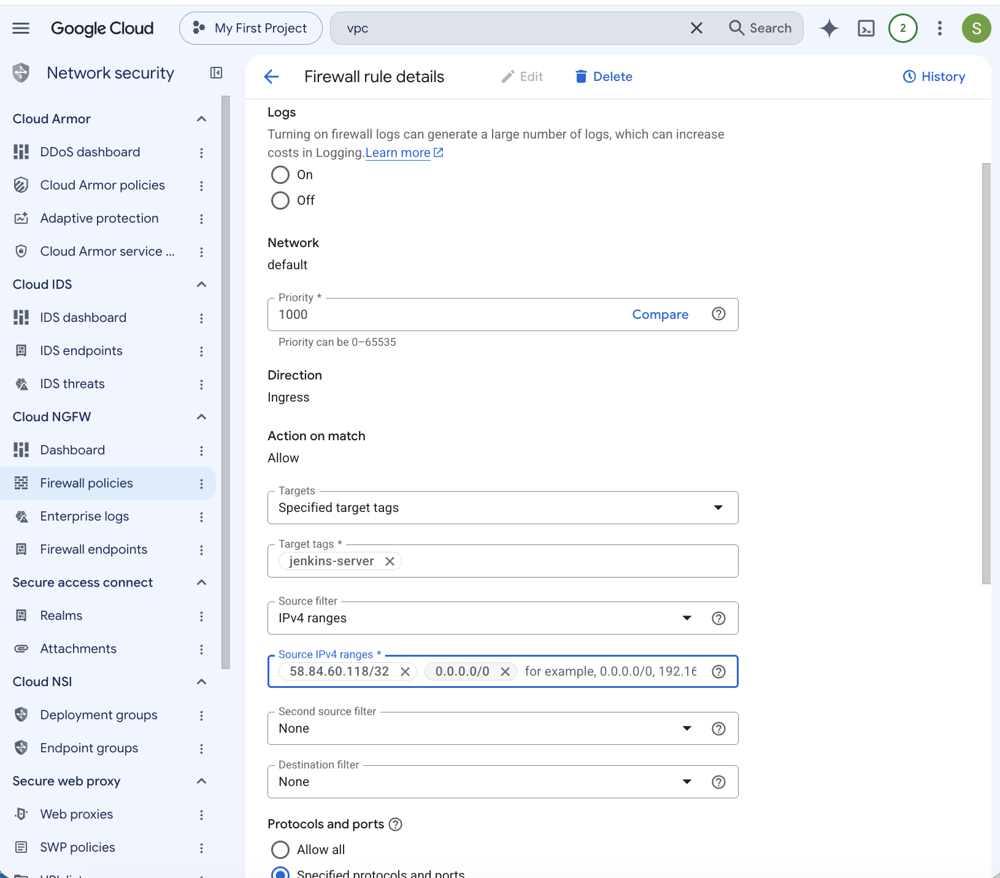 Google Cloud
My First Project
vpc
Search
2
S
Network security
Cloud Armor
DDoS dashboard
Cloud Armor policies
Adaptive protection
Cloud Armor service ...
Cloud IDS
IDS dashboard
IDS endpoints
IDS threats
Cloud NGFW
Dashboard
Firewall policies
Enterprise logs
Firewall endpoints
Secure access connect
Realms
Attachments
Cloud NSI
Deployment groups
Endpoint groups
Secure web proxy
Web proxies
SWP policies
Firewall rule details
Edit
Delete
History
Logs
Turning on firewall logs can generate a large number of logs, which can increase
costs in Logging.Learn more
On
Off
Network
default
Priority *
1000
Compare
Priority can be 0–65535
Direction
Ingress
Action on match
Allow
Targets
Specified target tags
Target tags *
jenkins-server
Source filter
IPv4 ranges
Source IPv4 ranges *
58.84.60.118/32 0.0.0.0/0 for example, 0.0.0.0/0, 192.16
Second source filter
None
Destination filter
None
Protocols and ports
Allow all
Specified protocols and ports